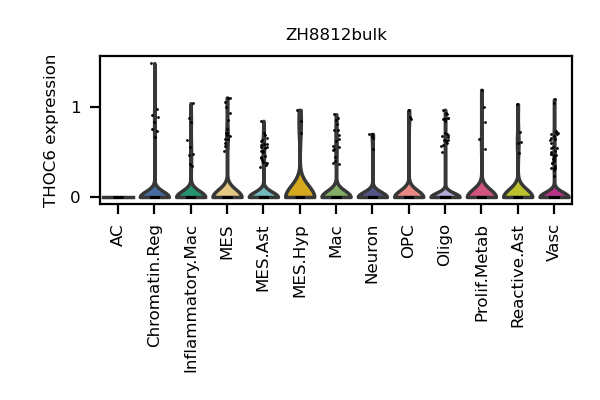 ZH8812bulk
THOC6 expression
1
0
AC
Chromatin.Reg
Inflammatory.Mac
MES
MES.Ast
MES.Hyp
Mac
Neuron
OPC
Oligo
Prolif.Metab
Reactive.Ast
Vasc